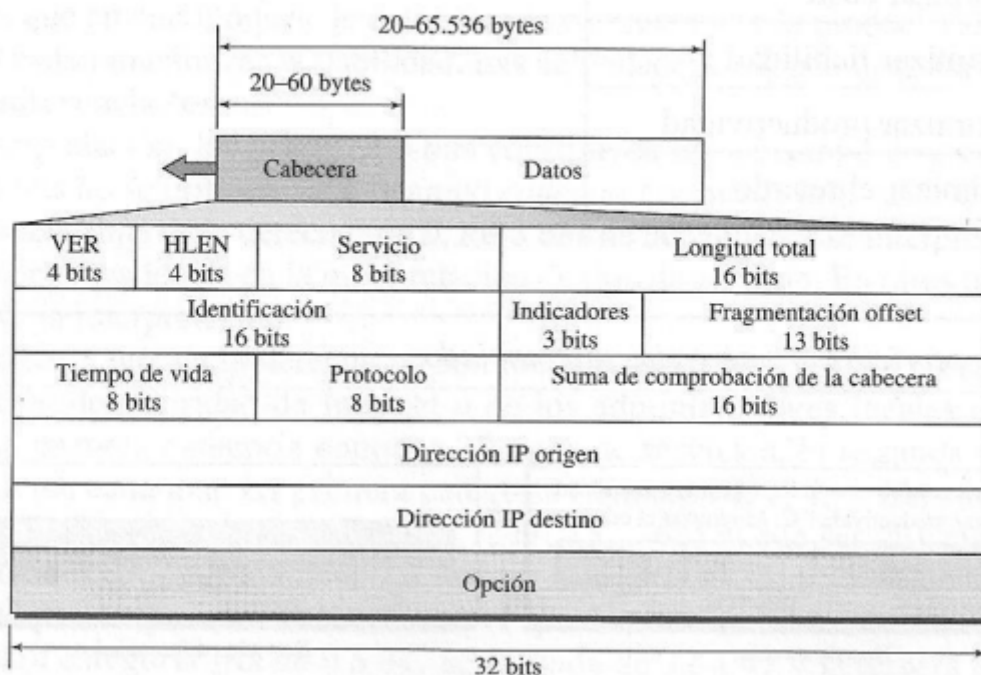 20–65.536 bytes
20–60 bytes
Cabecera
Datos
VER
4 bits
HLEN
4 bits
Servicio
8 bits
Longitud total
16 bits
Identificación
16 bits
Indicadores
3 bits
Fragmentación offset
13 bits
Tiempo de vida
8 bits
Protocolo
8 bits
Suma de comprobación de la cabecera
16 bits
Dirección IP origen
Dirección IP destino
Opción
32 bits